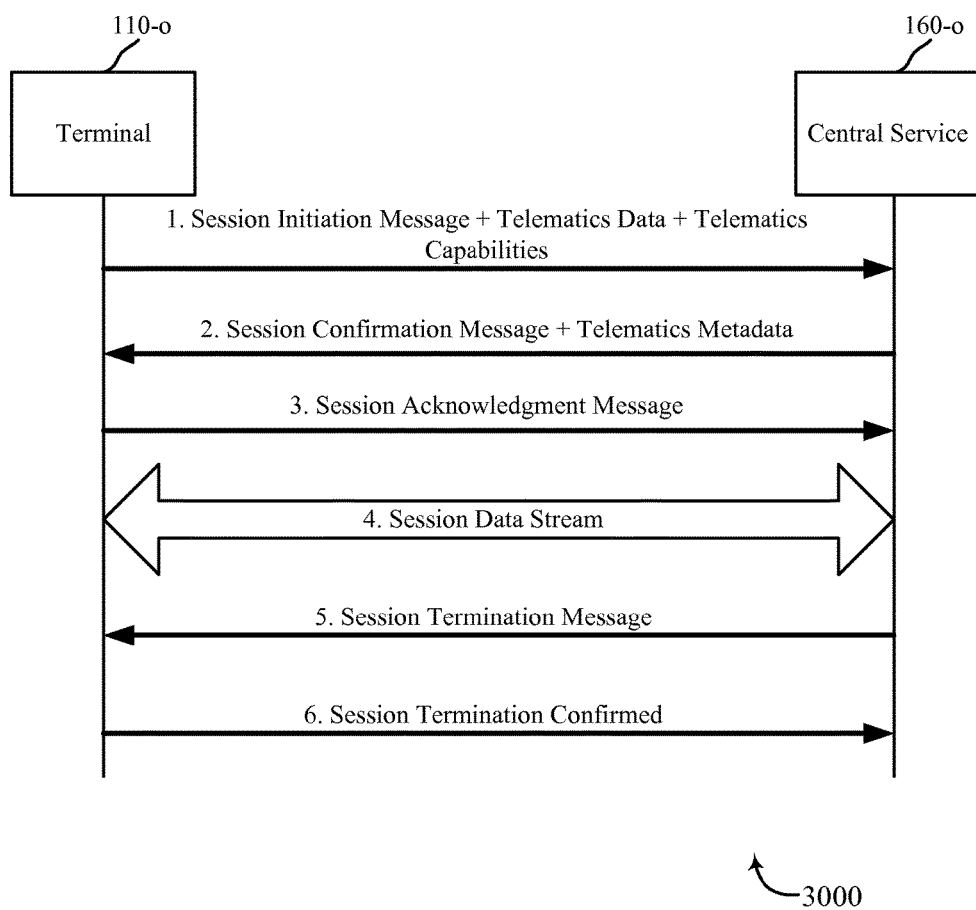 110-o
160-o
Terminal
Central Service
1. Session Initiation Message + Telematics Data + Telematics
Capabilities
2. Session Confirmation Message + Telematics Metadata
3. Session Acknowledgment Message
4. Session Data Stream
5. Session Termination Message
6. Session Termination Confirmed
3000